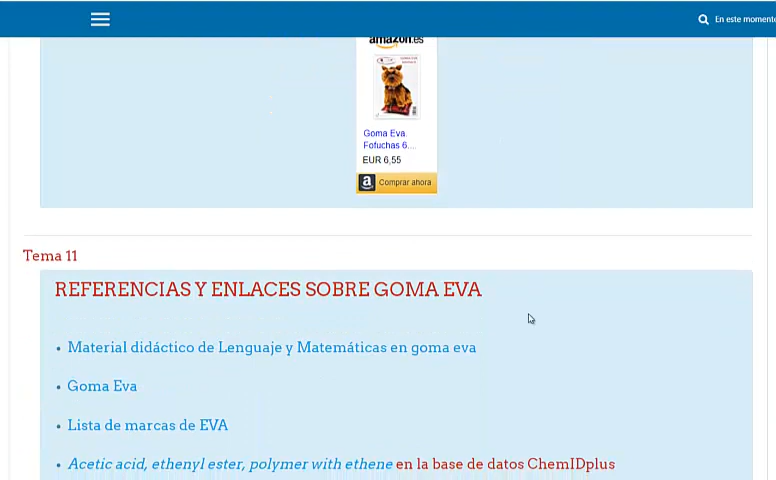 En este momento
amazon.es
Goma Eva.
Fofuchas 6....
EUR 6,55
a Comprar ahora
Tema 11
REFERENCIAS Y ENLACES SOBRE GOMA EVA
• Material didáctico de Lenguaje y Matemáticas en goma eva
• Goma Eva
• Lista de marcas de EVA
• Acetic acid, ethenyl ester, polymer with ethene en la base de datos ChemIDplus